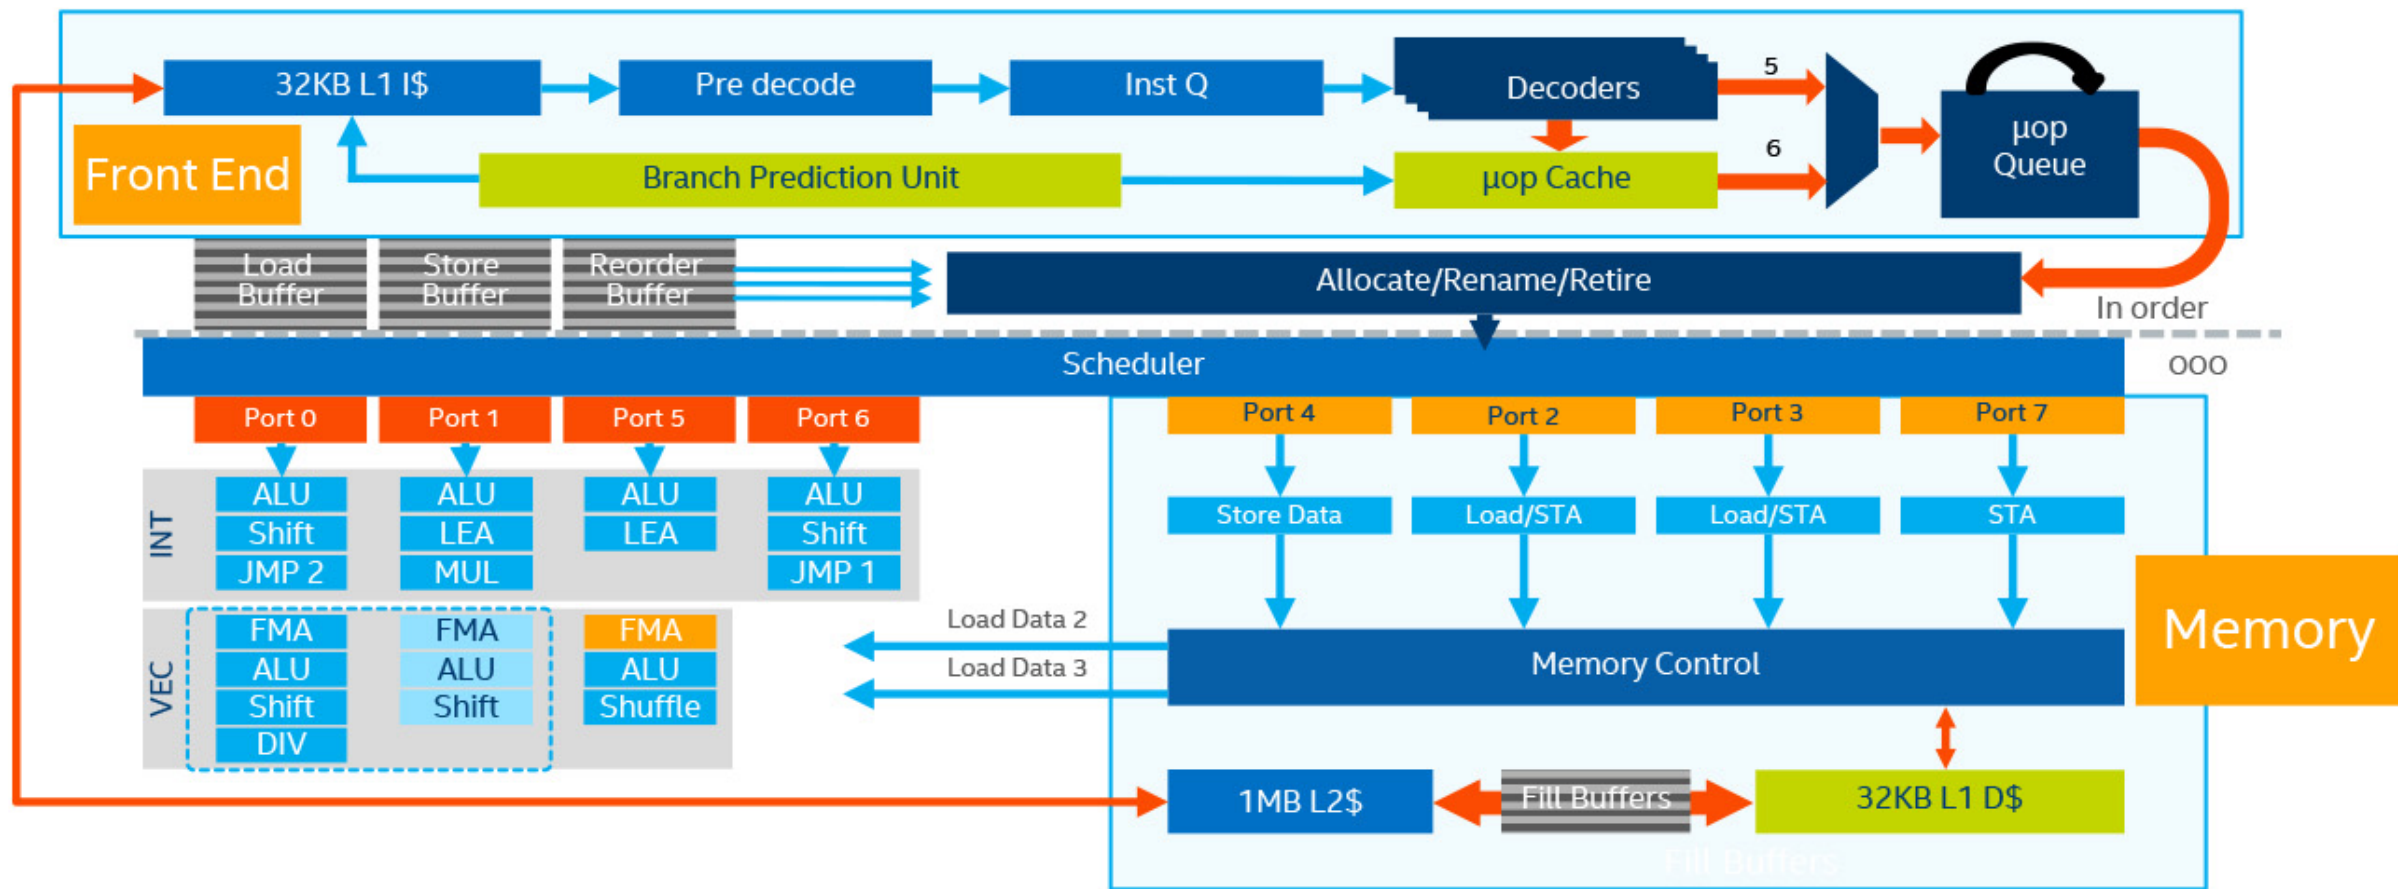 32KB L1 I$
Pre decode
Inst Q
Decoders
5
6
µop
Queue
Front End
Branch Prediction Unit
µop Cache
Load
Buffer
Store
Buffer
Reorder
Buffer
Allocate/Rename/Retire
In order
Scheduler
OOO
Port 0
Port 1
Port 5
Port 6
Port 4
Port 2
Port 3
Port 7
INT
ALU
Shift
JMP 2
ALU
LEA
MUL
ALU
LEA
ALU
Shift
JMP 1
Store Data
Load/STA
Load/STA
STA
VEC
FMA
ALU
Shift
DIV
FMA
ALU
Shift
FMA
ALU
Shuffle
Load Data 2
Load Data 3
Memory Control
Memory
1MB L2$
Fill Buffers
32KB L1 D$
Fill Buffers